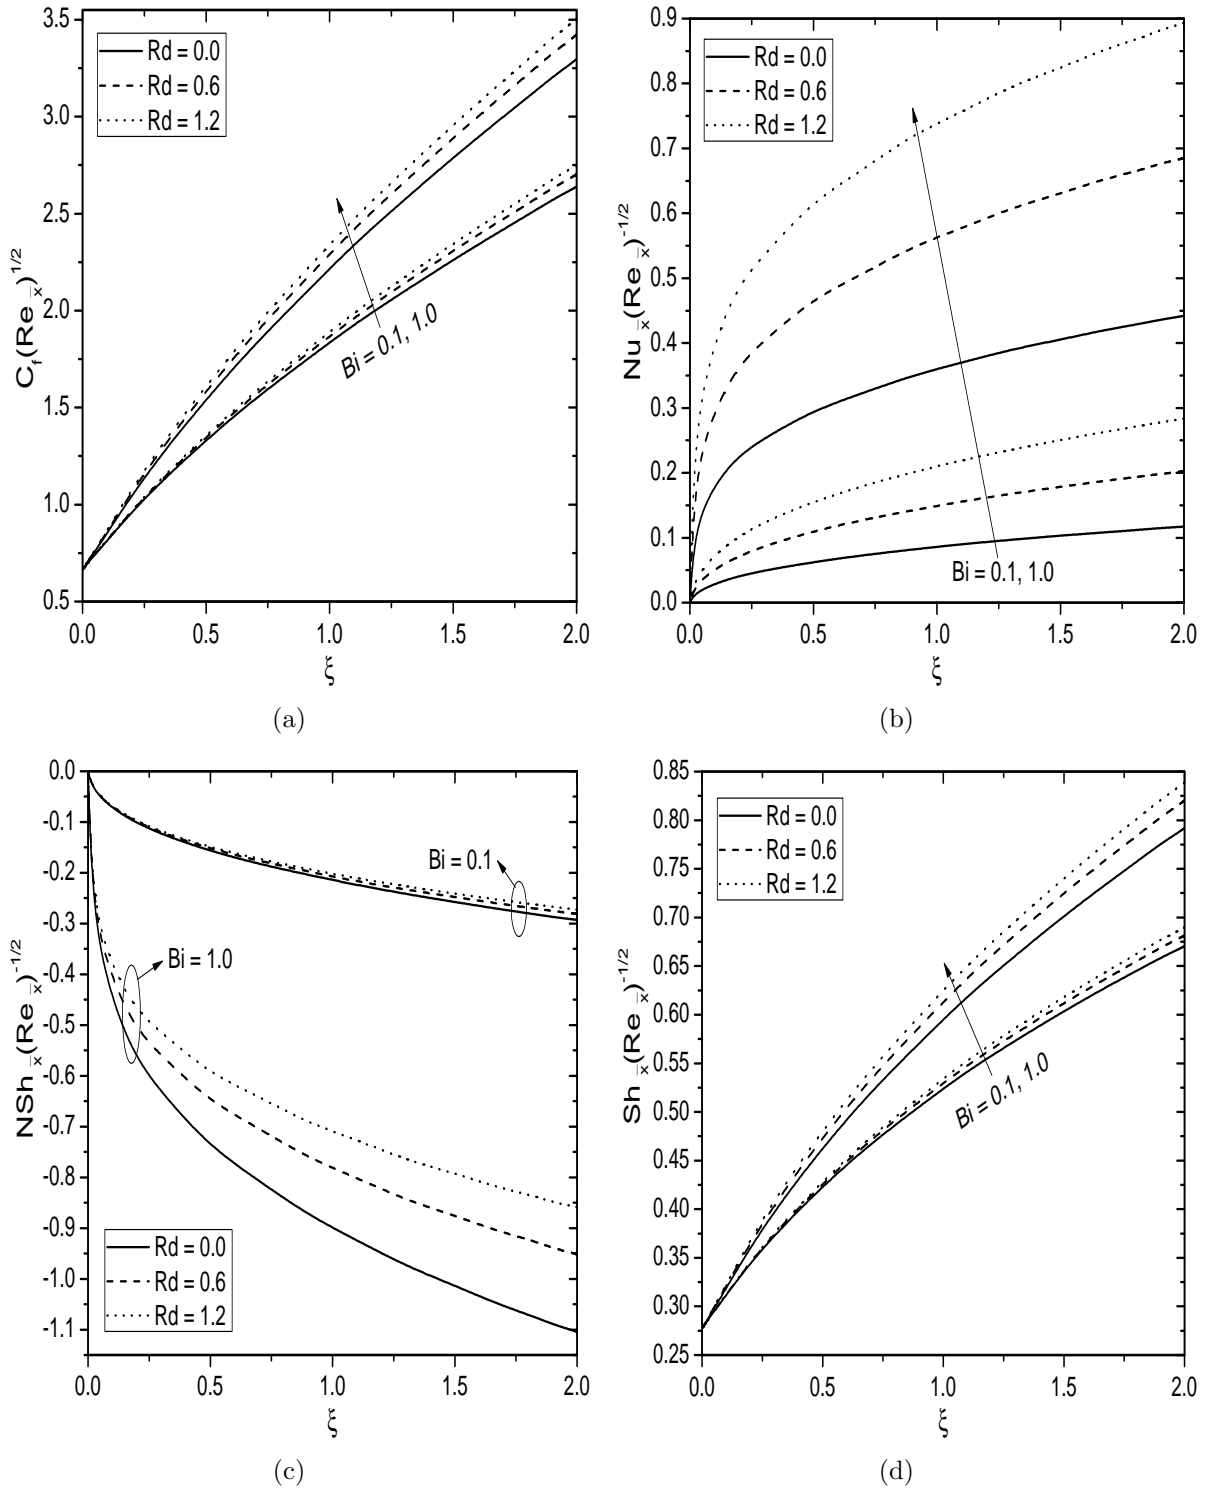 3.5
3.0
2.5
2.0
1.5
1.0
0.5
C_f(Re_x̄)^1/2
Rd = 0.0
Rd = 0.6
Rd = 1.2
Bi = 0.1, 1.0
0.0 0.5 1.0 1.5 2.0
ξ
(a)
0.9
0.8
0.7
0.6
0.5
0.4
0.3
0.2
0.1
0.0
Nu_x̄(Re_x̄)^-1/2
Rd = 0.0
Rd = 0.6
Rd = 1.2
Bi = 0.1, 1.0
0.0 0.5 1.0 1.5 2.0
ξ
(b)
0.0
-0.1
-0.2
-0.3
-0.4
-0.5
-0.6
-0.7
-0.8
-0.9
-1.0
-1.1
NSh_x̄(Re_x̄)^-1/2
Bi = 0.1
Bi = 1.0
Rd = 0.0
Rd = 0.6
Rd = 1.2
0.0 0.5 1.0 1.5 2.0
ξ
(c)
0.85
0.80
0.75
0.70
0.65
0.60
0.55
0.50
0.45
0.40
0.35
0.30
0.25
Sh_x̄(Re_x̄)^-1/2
Rd = 0.0
Rd = 0.6
Rd = 1.2
Bi = 0.1, 1.0
0.0 0.5 1.0 1.5 2.0
ξ
(d)